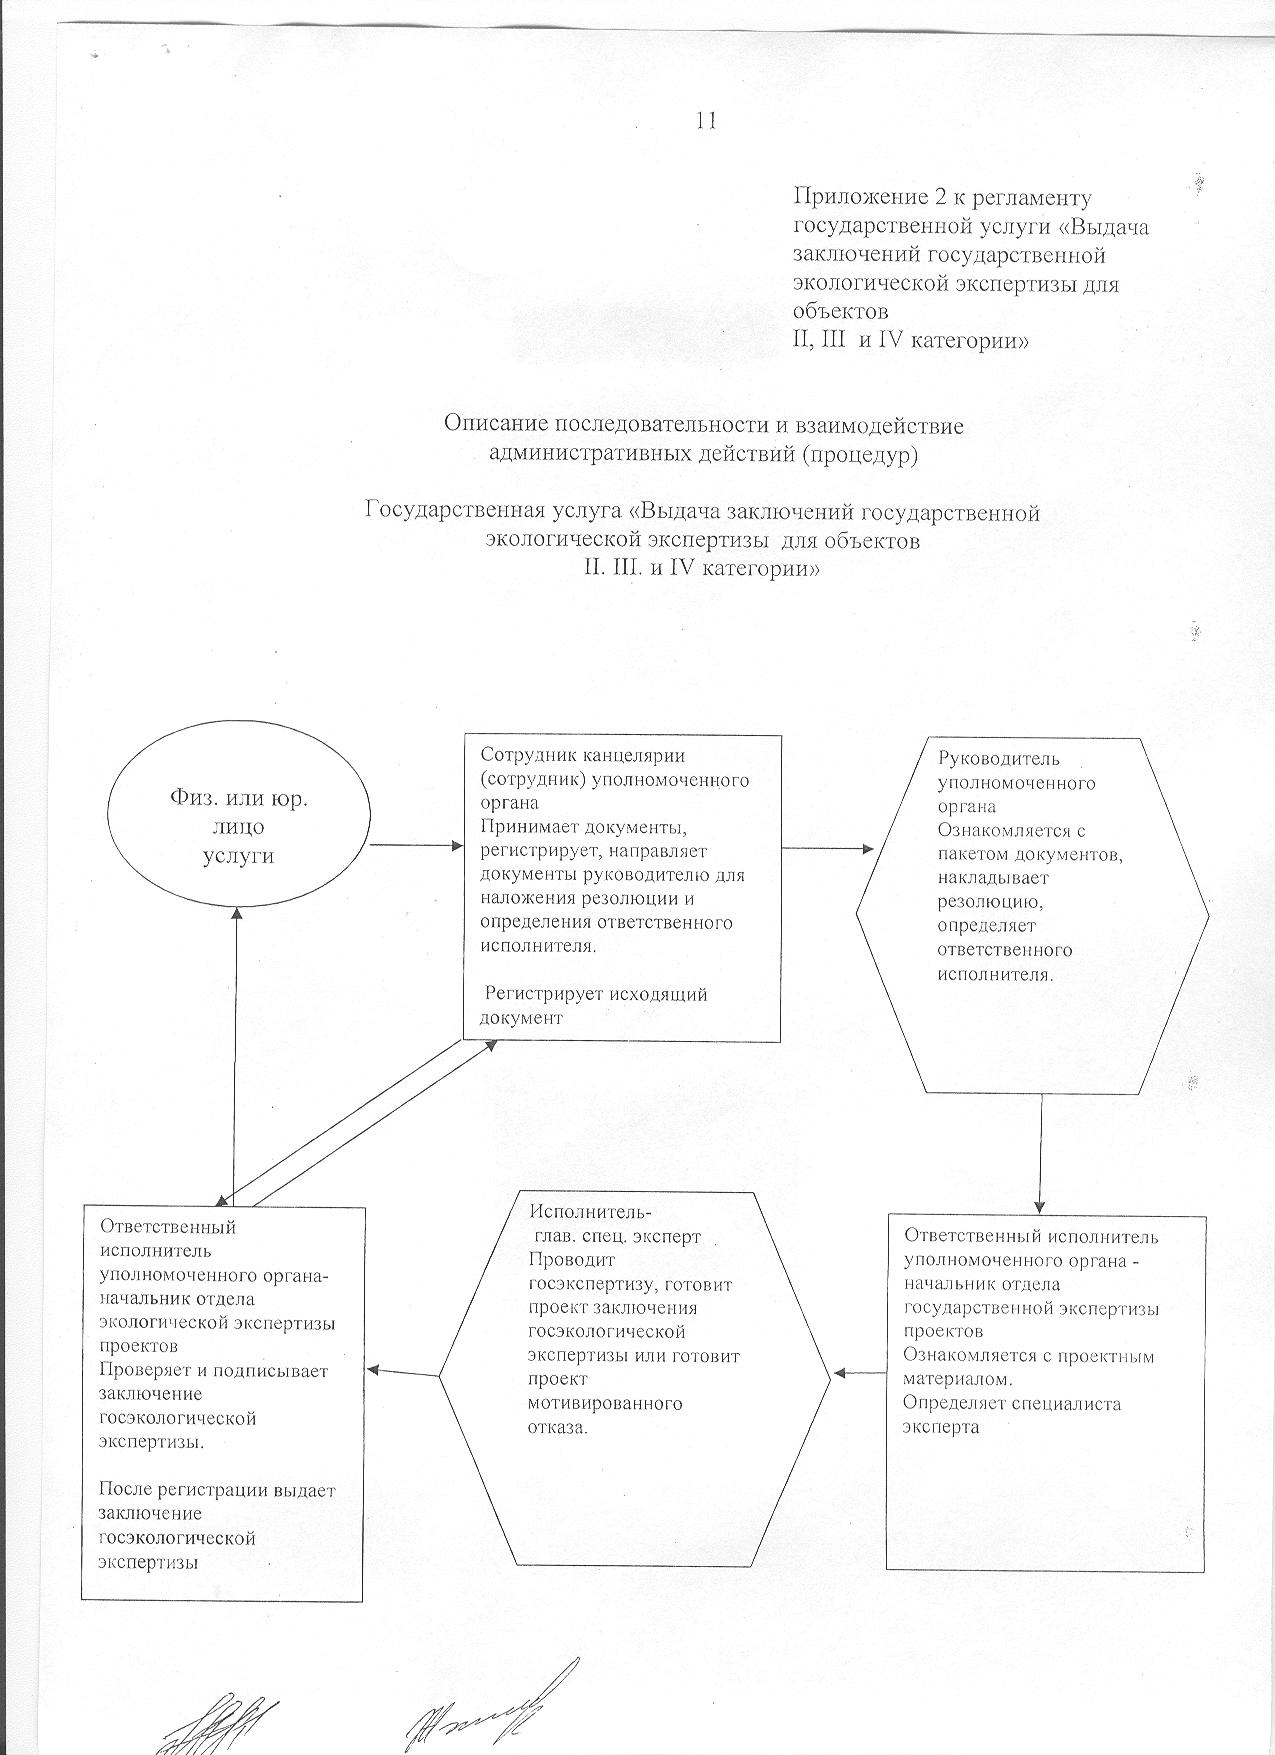 11
Приложение 2 к регламенту
государственной услуги «Выдача
заключений государственной
экологической экспертизы для
объектов
II, III  и IV категории»
Описание последовательности и взаимодействие
административных действий (процедур)
Государственная услуга «Выдача заключений государственной
экологической экспертизы  для объектов
II. III. и IV категории»
Физ. или юр.
лицо
услуги
Сотрудник канцелярии
(сотрудник) уполномоченного
органа
Принимает документы,
регистрирует, направляет
документы руководителю для
наложения резолюции и
определения ответственного
исполнителя.
Регистрирует исходящий
документ
Руководитель
уполномоченного
органа
Ознакомляется с
пакетом документов,
накладывает
резолюцию,
определяет
ответственного
исполнителя.
Ответственный
исполнитель
уполномоченного органа-
начальник отдела
экологической экспертизы
проектов
Проверяет и подписывает
заключение
госэкологической
экспертизы.
После регистрации выдает
заключение
госэкологической
экспертизы
Исполнитель-
глав. спец. эксперт
Проводит
госэкспертизу, готовит
проект заключения
госэкологической
экспертизы или готовит
проект
мотивированного
отказа.
Ответственный исполнитель
уполномоченного органа -
начальник отдела
государственной экспертизы
проектов
Ознакомляется с проектным
материалом.
Определяет специалиста
эксперта